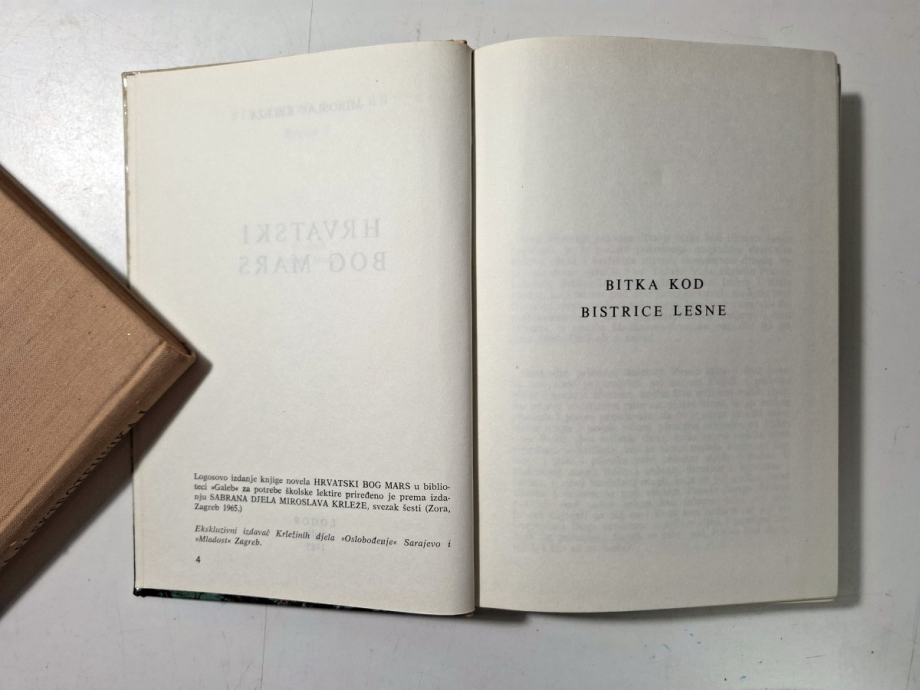 Logosovo izdanje knjige novela HRVATSKI BOG MARS u biblio-
teci »Galeb« za potrebe školske lektire priređeno je prema izda-
nju SABRANA DJELA MIROSLAVA KRLEŽE, svezak šesti (Zora,
Zagreb 1965.)
Ekskluzivni izdavač Krležinih djela »Oslobođenje« Sarajevo i
»Mladost« Zagreb.
4
BITKA KOD
BISTRICE LESNE